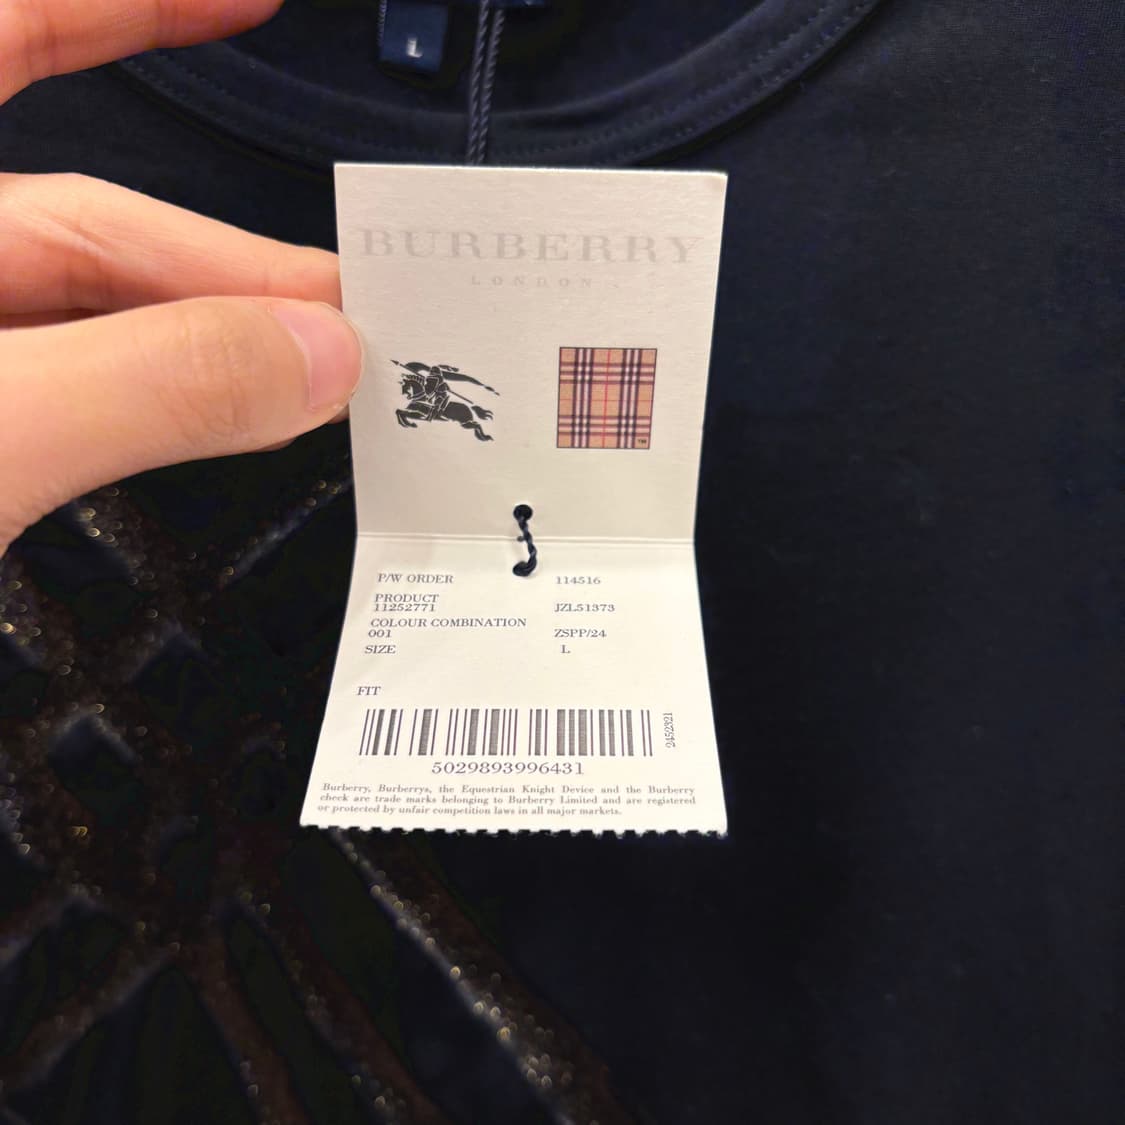 L
BURBERRY
LONDON
TM
P/W ORDER 114516
PRODUCT
11252771 JZL51373
COLOUR COMBINATION
001 ZSPP/24
SIZE L
FIT
2452321
5029893996431
Burberry, Burberrys, the Equestrian Knight Device and the Burberry
check are trade marks belonging to Burberry Limited and are registered
or protected by unfair competition laws in all major markets.